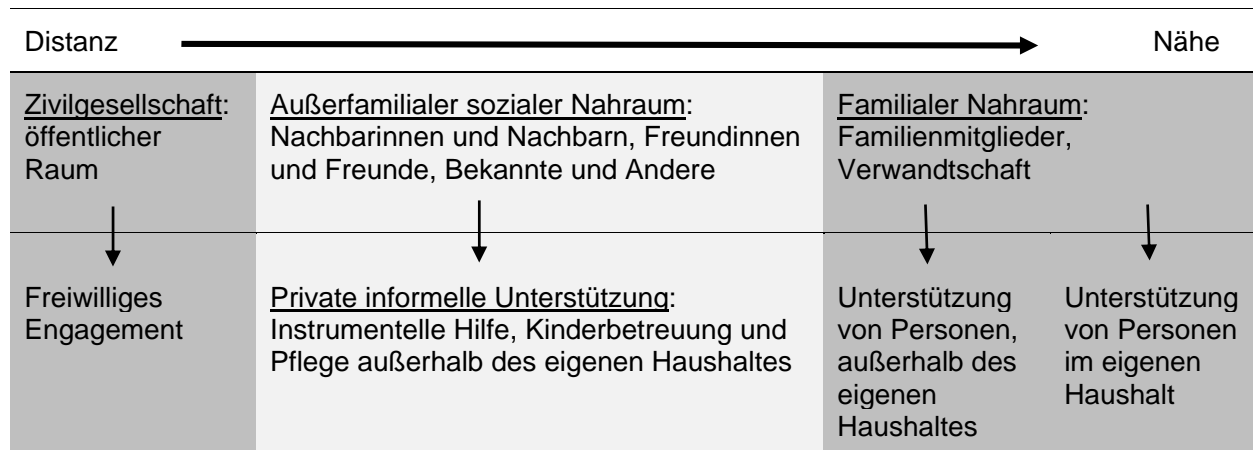 Distanz
Nähe
Zivilgesellschaft:
öffentlicher
Raum
Außerfamilialer sozialer Nahraum:
Nachbarinnen und Nachbarn, Freundinnen
und Freunde, Bekannte und Andere
Familialer Nahraum:
Familienmitglieder,
Verwandtschaft
Freiwilliges
Engagement
Private informelle Unterstützung:
Instrumentelle Hilfe, Kinderbetreuung und
Pflege außerhalb des eigenen Haushaltes
Unterstützung
von Personen,
außerhalb des
eigenen
Haushaltes
Unterstützung
von Personen
im eigenen
Haushalt